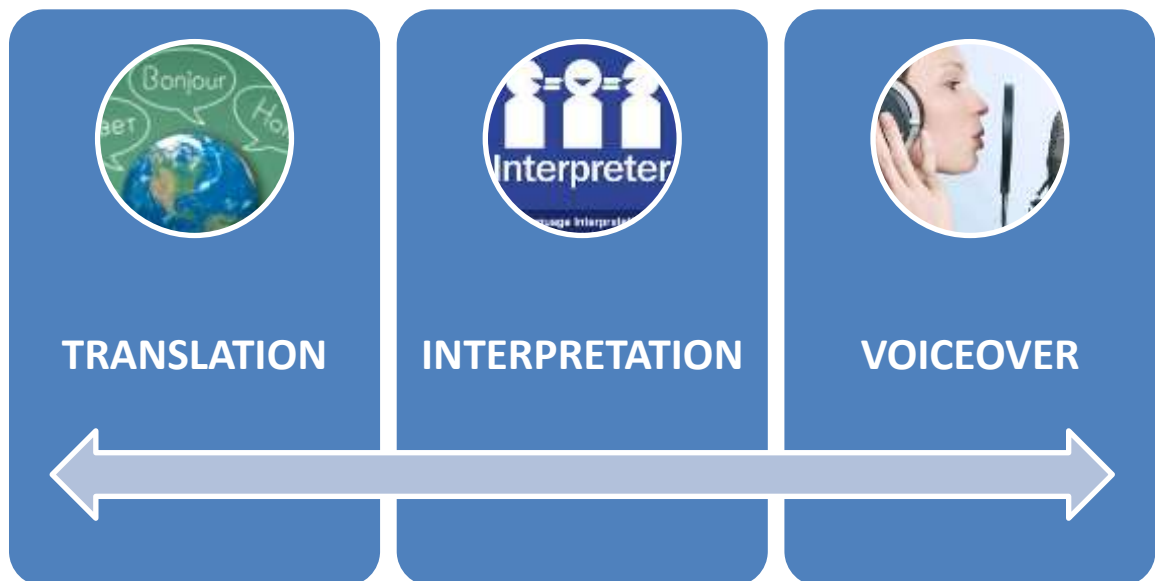 Bonjour
Interpreter
TRANSLATION
INTERPRETATION
VOICEOVER